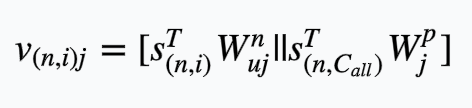 v_{(n,i)j} = [s^T_{(n,i)} W^n_{uj} || s^T_{(n,C_{all})} W^p_j ]